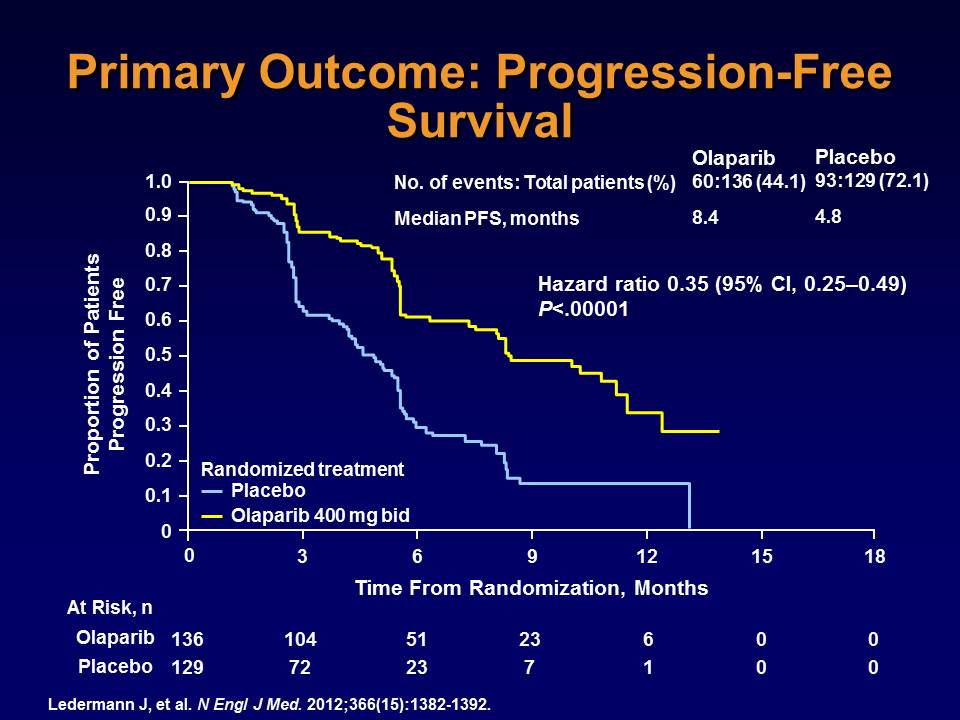 Primary Outcome: Progression-Free
Survival
Olaparib Placebo
No. of events: Total patients (%) 60:136 (44.1) 93:129 (72.1)
Median PFS, months 8.4 4.8
Hazard ratio 0.35 (95% CI, 0.25–0.49)
P<.00001
Proportion of Patients
Progression Free
1.0
0.9
0.8
0.7
0.6
0.5
0.4
0.3
0.2
0.1
0
Randomized treatment
Placebo
Olaparib 400 mg bid
0 3 6 9 12 15 18
Time From Randomization, Months
At Risk, n
Olaparib 136 104 51 23 6 0 0
Placebo 129 72 23 7 1 0 0
Ledermann J, et al. N Engl J Med. 2012;366(15):1382-1392.